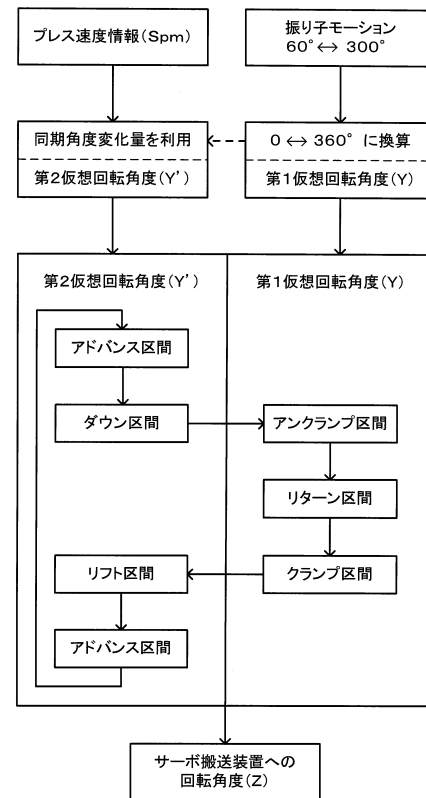 プレス速度情報(Spm)
振り子モーション
60°↔300°
同期角度変化量を利用
第2仮想回転角度(Y')
0↔360°に換算
第1仮想回転角度(Y)
第2仮想回転角度(Y')
第1仮想回転角度(Y)
アドバンス区間
ダウン区間
アンクランプ区間
リターン区間
クランプ区間
リフト区間
アドバンス区間
サーボ搬送装置への
回転角度(Z)